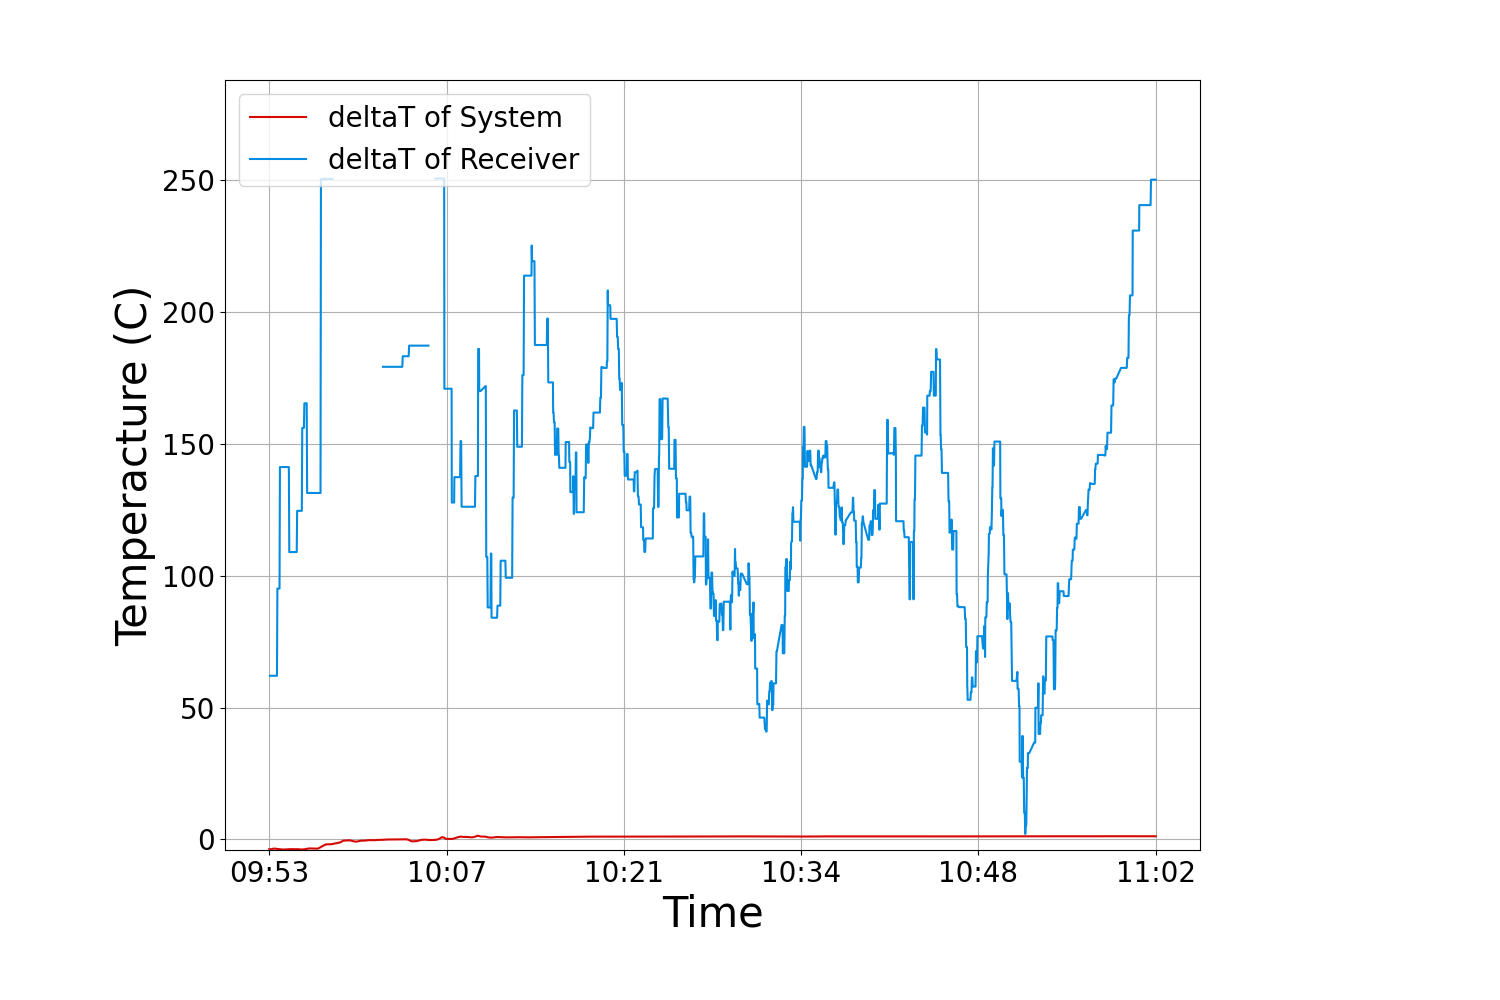 deltaT of System
deltaT of Receiver
250
200
150
100
50
0
Temperacture (C)
09:53 10:07 10:21 10:34 10:48 11:02
Time